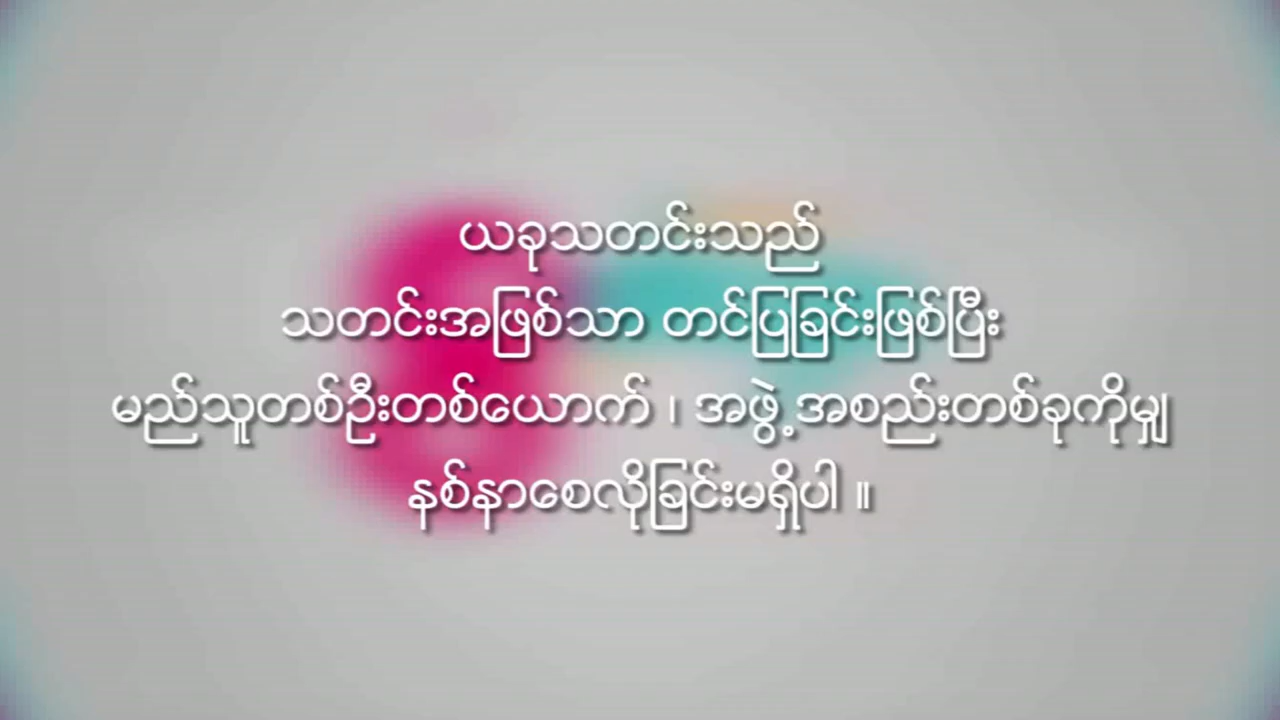 ယခုသတင်းသည်
သတင်းအဖြစ်သာ တင်ပြခြင်းဖြစ်ပြီး
မည်သူတစ်ဦးတစ်ယောက် ၊ အဖွဲ့အစည်းတစ်ခုကိုမျှ
နစ်နာစေလိုခြင်းမရှိပါ ။